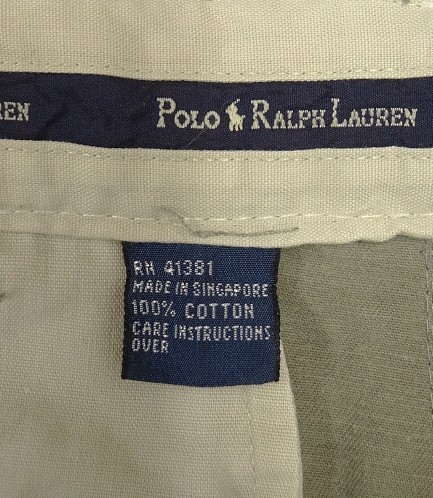 REN POLO RALPH LAUREN
RN 41381
MADE IN SINGAPORE
100% COTTON
CARE INSTRUCTIONS
OVER